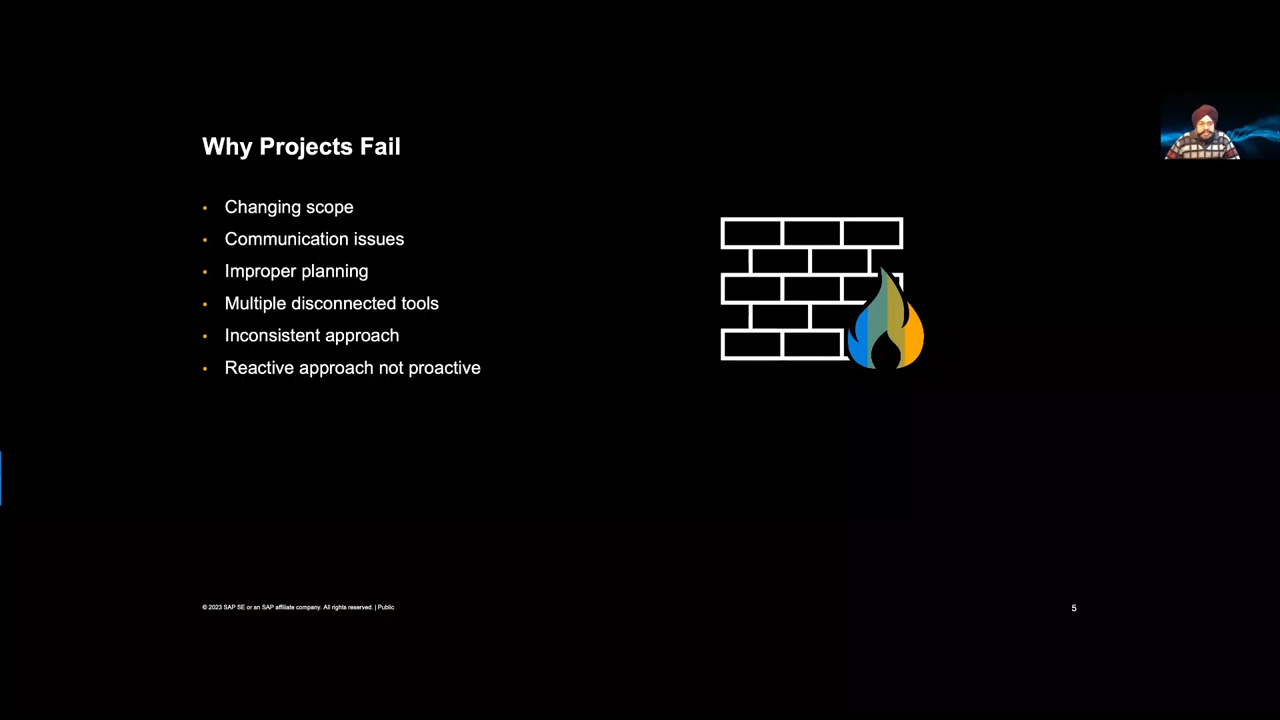 Why Projects Fail
• Changing scope
• Communication issues
• Improper planning
• Multiple disconnected tools
• Inconsistent approach
• Reactive approach not proactive
© 2023 SAP SE or an SAP affiliate company. All rights reserved. | Public
5